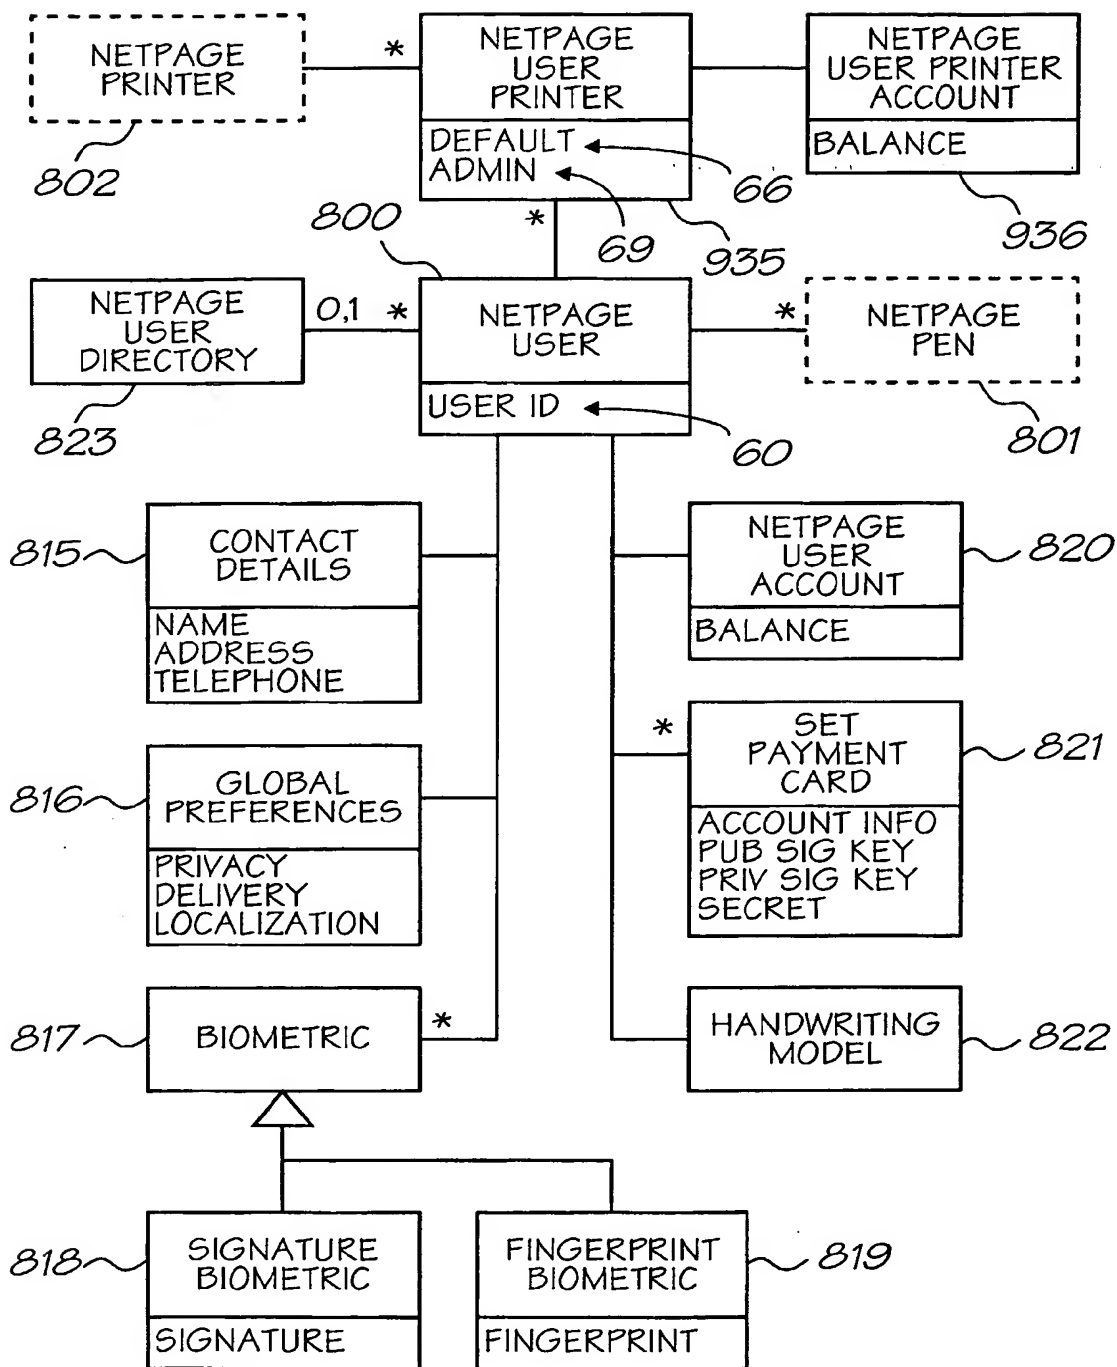 NETPAGE
PRINTER
802
*
NETPAGE
USER
PRINTER
DEFAULT
ADMIN
66
69
935
NETPAGE
USER PRINTER
ACCOUNT
BALANCE
936
*
800
NETPAGE
USER
DIRECTORY
823
0,1
*
NETPAGE
USER
USER ID
60
*
NETPAGE
PEN
801
815
CONTACT
DETAILS
NAME
ADDRESS
TELEPHONE
NETPAGE
USER
ACCOUNT
BALANCE
820
816
GLOBAL
PREFERENCES
PRIVACY
DELIVERY
LOCALIZATION
*
SET
PAYMENT
CARD
ACCOUNT INFO
PUB SIG KEY
PRIV SIG KEY
SECRET
821
817
BIOMETRIC
*
HANDWRITING
MODEL
822
818
SIGNATURE
BIOMETRIC
SIGNATURE
FINGERPRINT
BIOMETRIC
FINGERPRINT
819